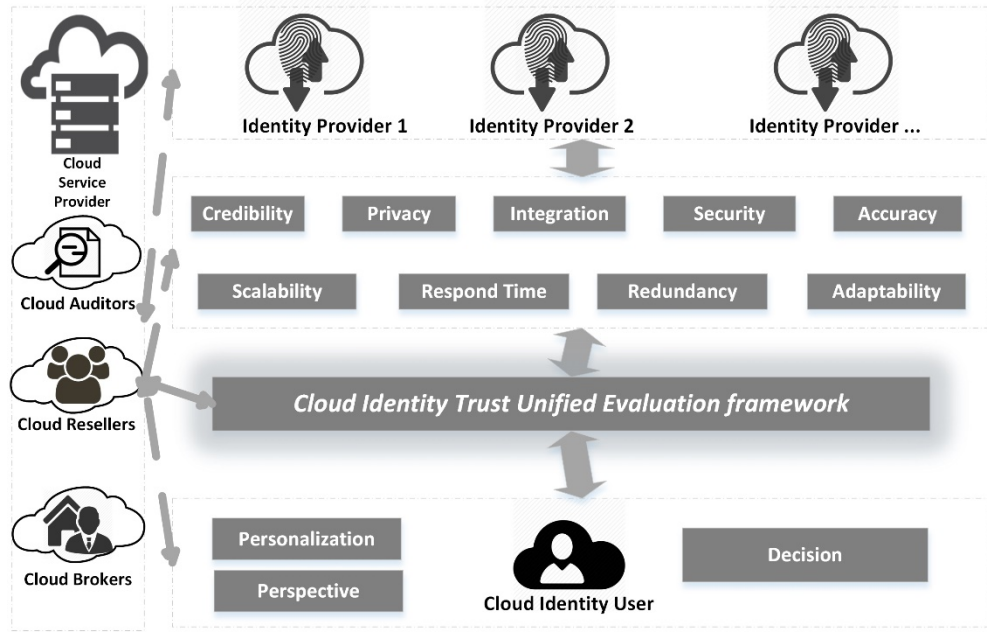 Identity Provider 1
Identity Provider 2
Identity Provider ...
Cloud
Service
Provider
Credibility
Privacy
Integration
Security
Accuracy
Cloud Auditors
Scalability
Respond Time
Redundancy
Adaptability
Cloud Resellers
Cloud Identity Trust Unified Evaluation framework
Cloud Brokers
Personalization
Perspective
Cloud Identity User
Decision